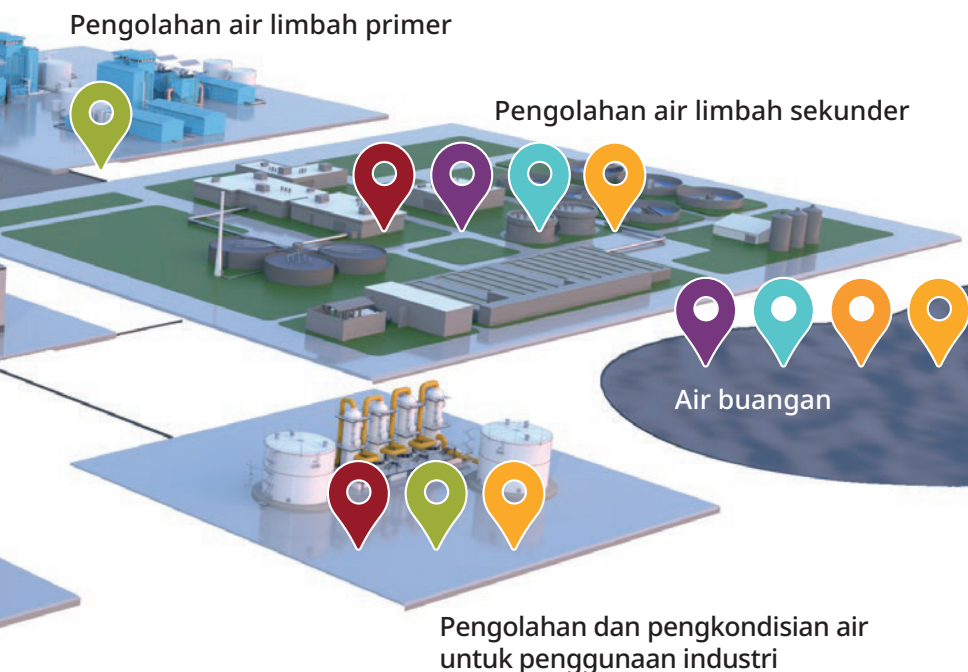 Pengolahan air limbah primer
Pengolahan air limbah sekunder
Air buangan
Pengolahan dan pengkondisian air
untuk penggunaan industri